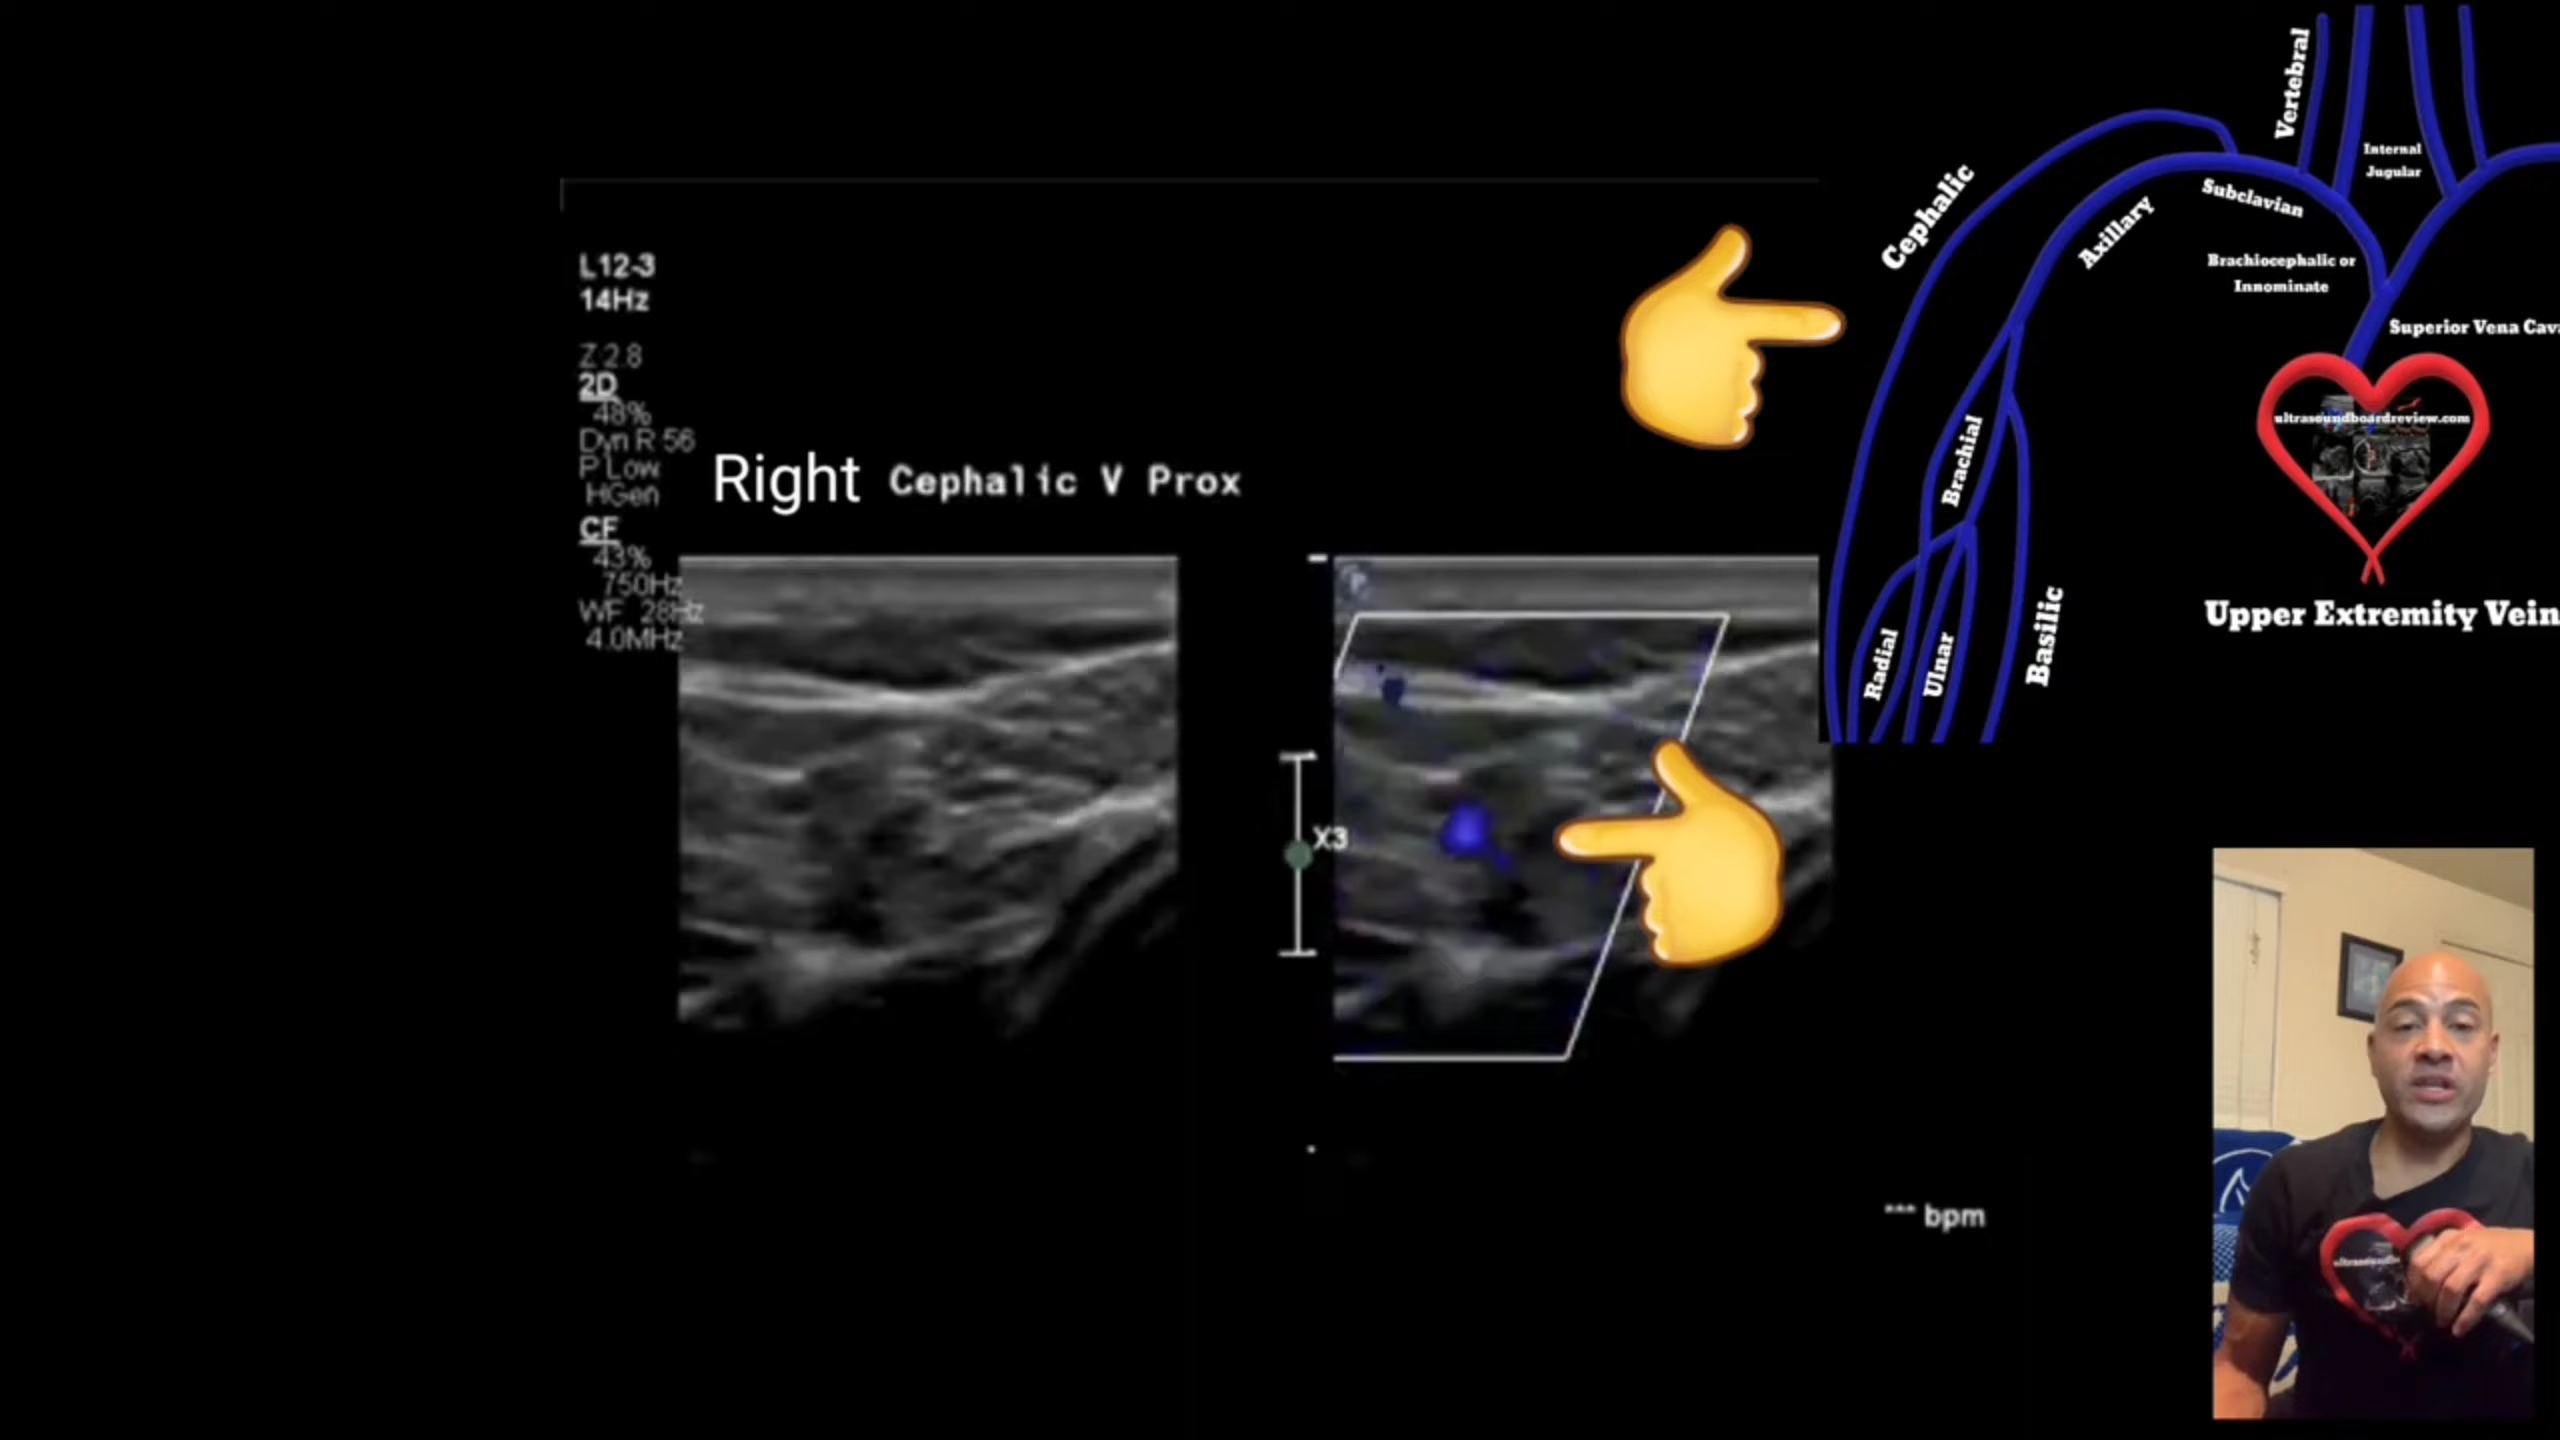 L12-3
14Hz
Z 2.8
2D
48%
Dyn R 56
P Low
HGen
CF
43%
750Hz
WF 28Hz
4.0MHz
Right Cephalic V Prox
X3
*** bpm
Vertebral
Internal
Jugular
Cephalic
Subclavian
Axillary
Brachiocephalic or
Innominate
Superior Vena Cav
ultrasoundboardreview.com
Brachial
Upper Extremity Vein
Radial
Ulnar
Basilic